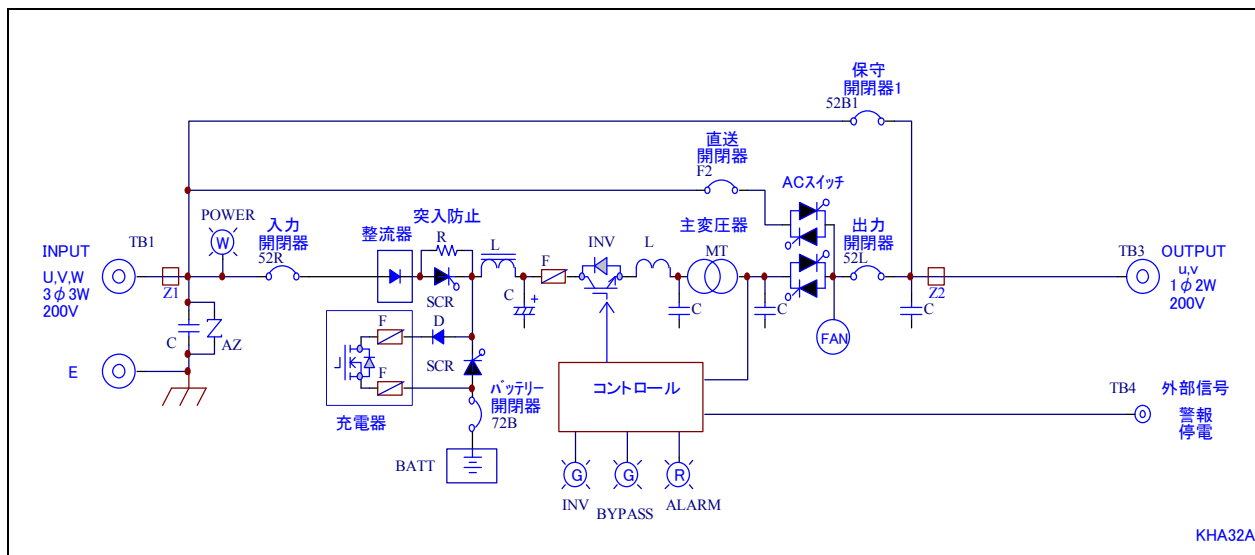 保守
開閉器1
52B1
直送
開閉器
F2
ACスイッチ
POWER
W
入力
開閉器
52R
整流器
突入防止
R
SCR
L
F
C
+
INV
L
C
主変圧器
MT
C
出力
開閉器
52L
FAN
INPUT
U,V,W
3φ3W
200V
TB1
Z1
C
AZ
E
Z2
C
TB3
OUTPUT
u,v
1φ2W
200V
F
D
F
SCR
充電器
バッテリー
開閉器
72B
BATT
コントロール
TB4
外部信号
警報
停電
G
INV
G
BYPASS
R
ALARM
KHA32A